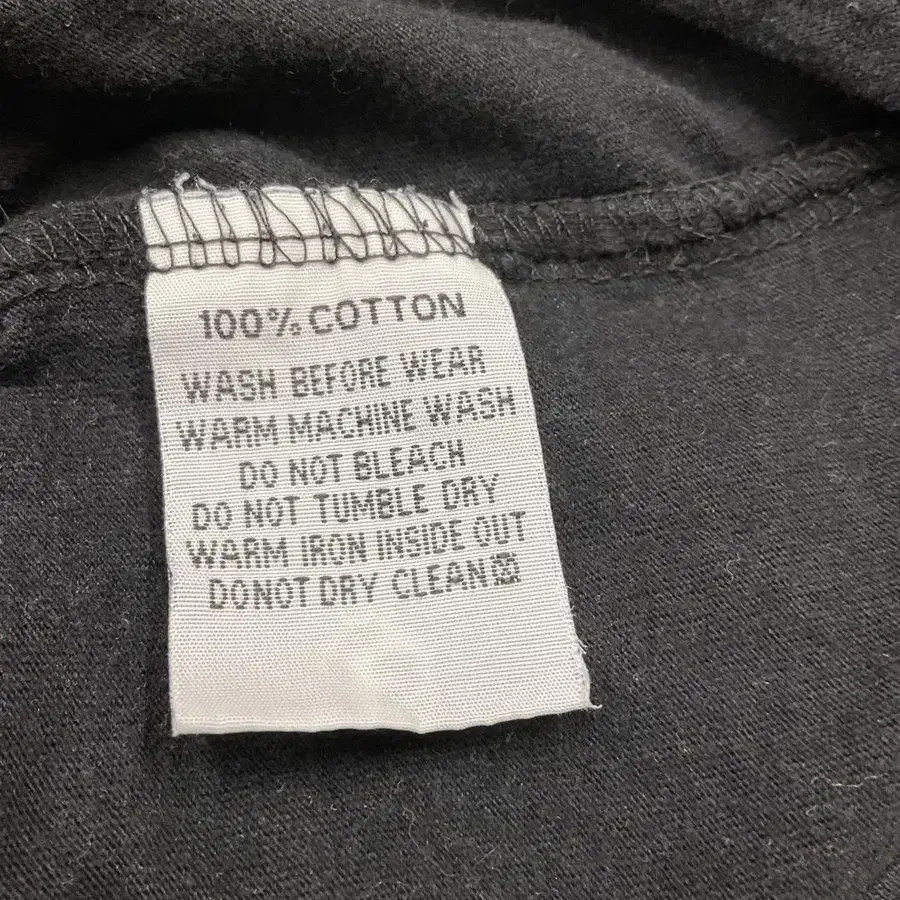 100% COTTON
WASH BEFORE WEAR
WARM MACHINE WASH
DO NOT BLEACH
DO NOT TUMBLE DRY
WARM IRON INSIDE OUT
DONOT DRY CLEAN